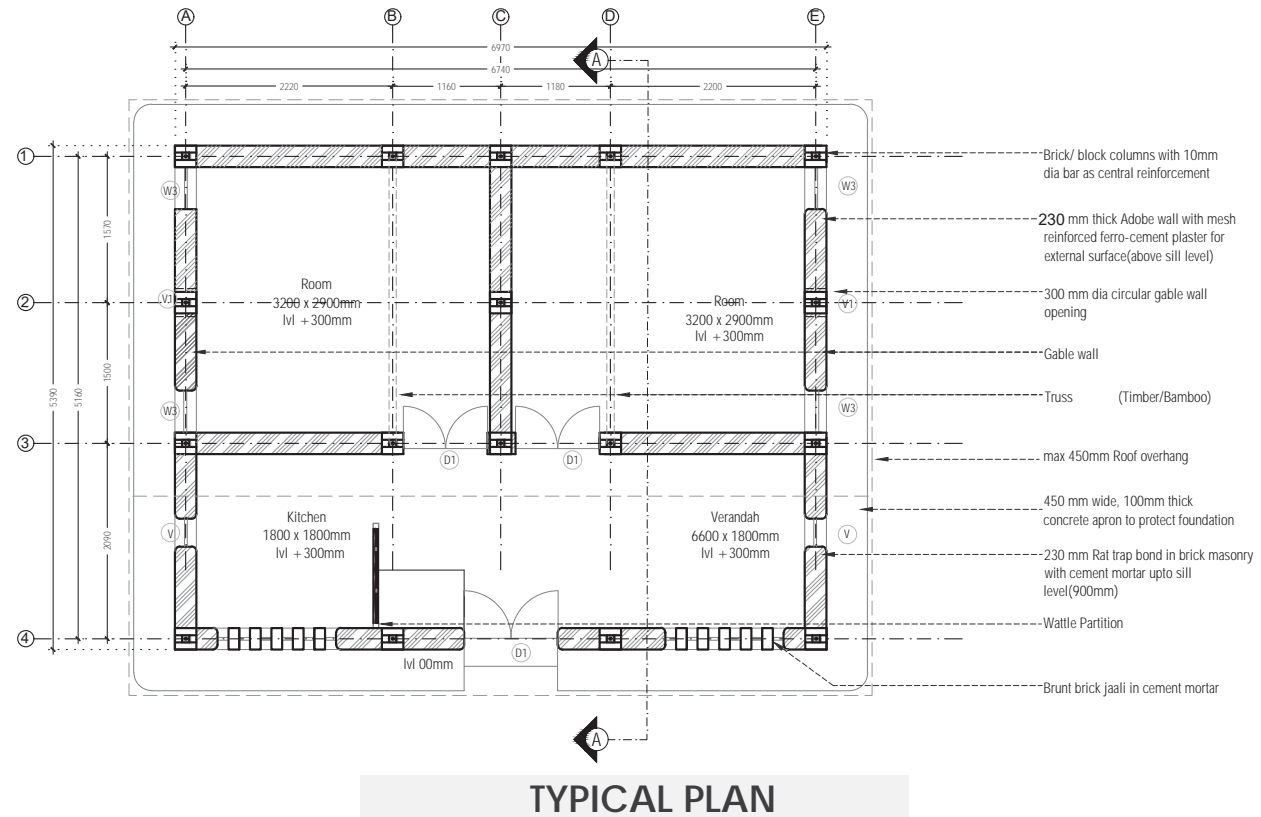 A B C D E
6970
A
6740
2220 1160 1180 2200
1
Brick/ block columns with 10mm
dia bar as central reinforcement
W3 W3
230 mm thick Adobe wall with mesh
reinforced ferro-cement plaster for
external surface(above sill level)
1570
Room
3200 x 2900mm
lvl +300mm
Room
3200 x 2900mm
lvl +300mm
2
V1 V1
300 mm dia circular gable wall
opening
Gable wall
1500
5390
5160
Truss (Timber/Bamboo)
W3 W3
3
D1 D1
max 450mm Roof overhang
450 mm wide, 100mm thick
concrete apron to protect foundation
Kitchen
1800 x 1800mm
lvl +300mm
Verandah
6600 x 1800mm
lvl +300mm
V V
2090
230 mm Rat trap bond in brick masonry
with cement mortar upto sill
level(900mm)
Wattle Partition
4
D1
lvl 00mm
Brunt brick jaali in cement mortar
A
TYPICAL PLAN